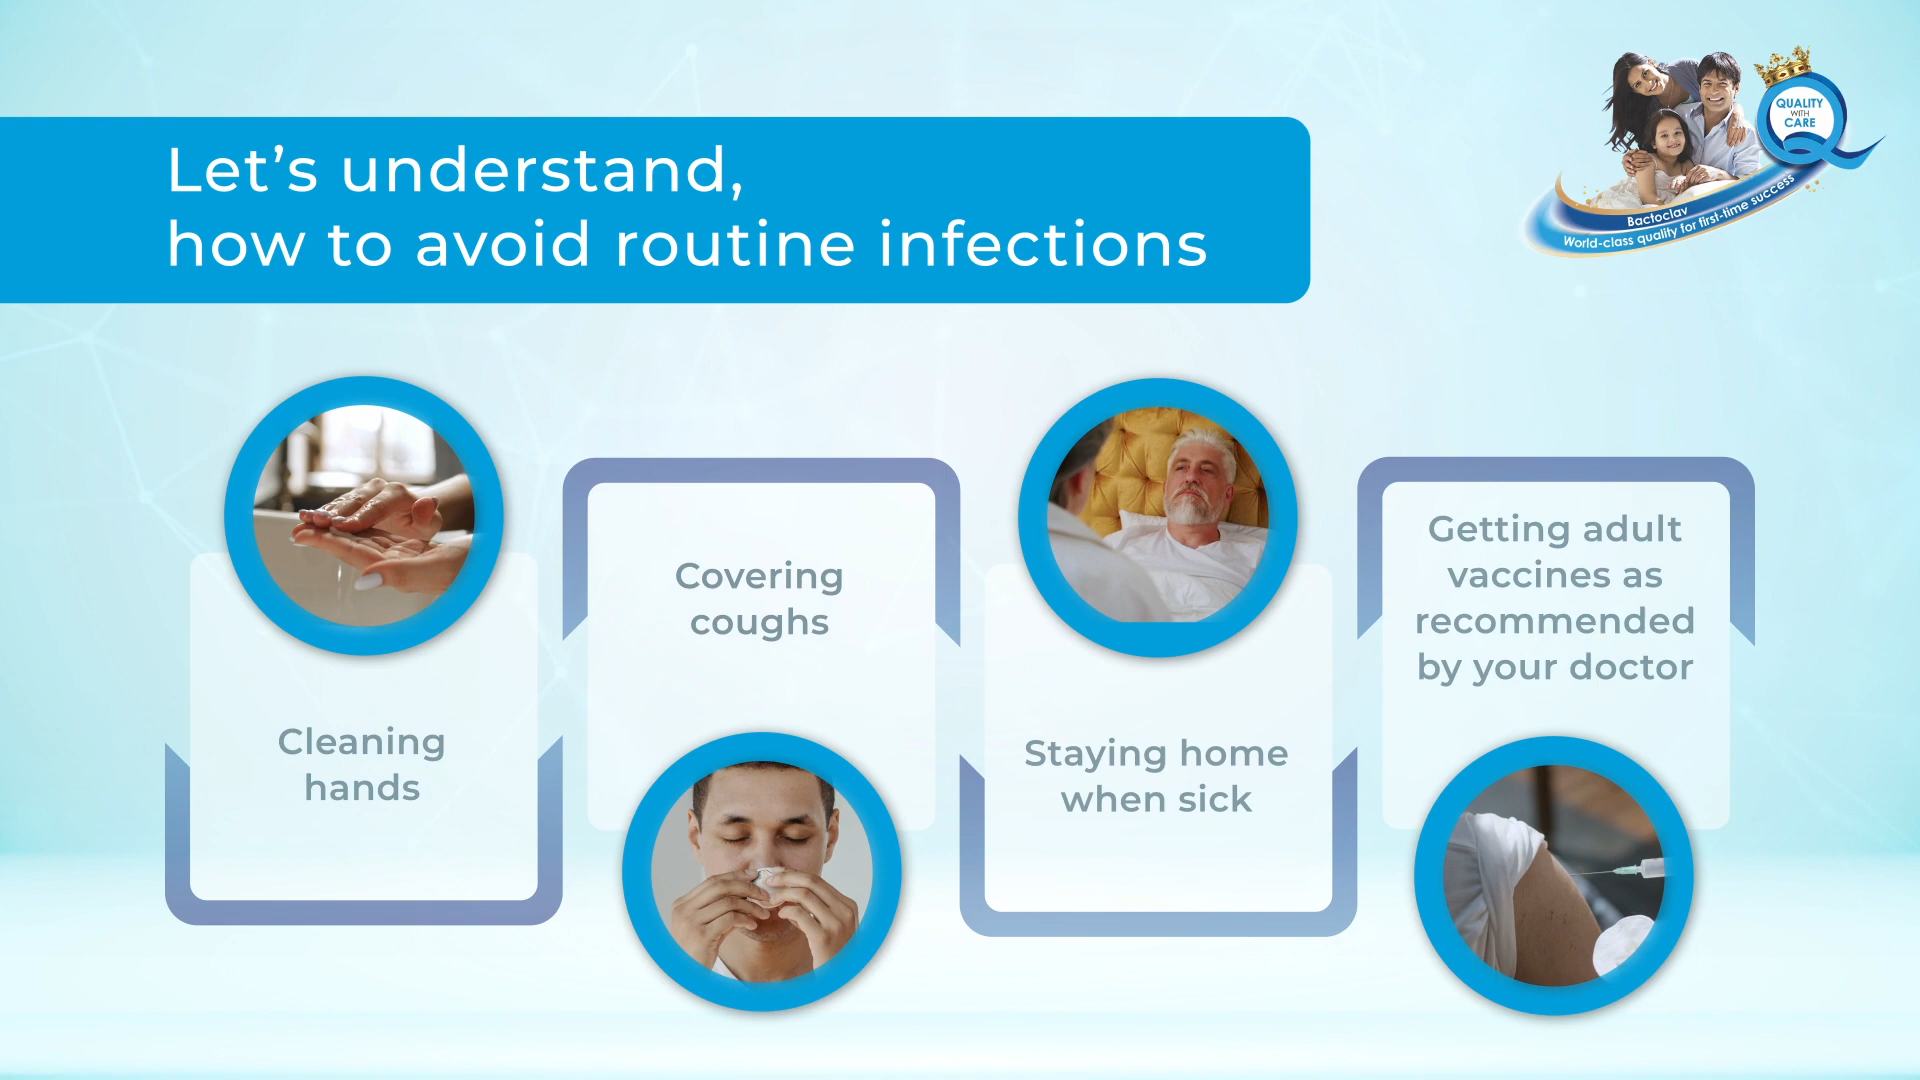 Let’s understand,
how to avoid routine infections
QUALITY
WITH
CARE
Bactoclav
World-class quality for first-time success
Cleaning
hands
Covering
coughs
Staying home
when sick
Getting adult
vaccines as
recommended
by your doctor